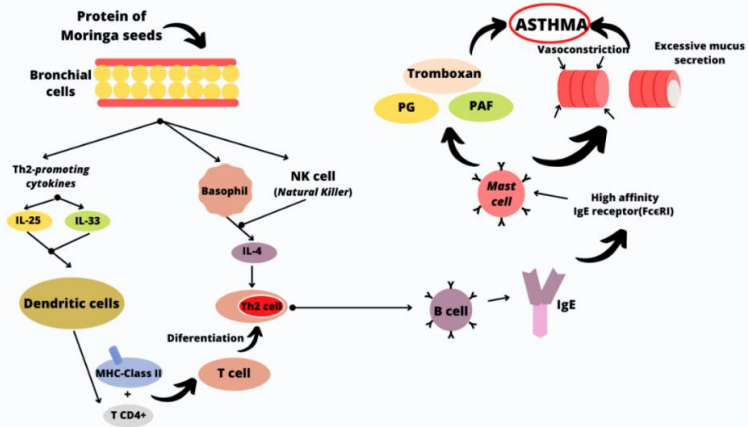 Protein of
Moringa seeds
Bronchial
cells
Th2-promoting
cytokines
IL-25
IL-33
Basophil
NK cell
(Natural Killer)
IL-4
Dendritic cells
MHC-Class II
+
T CD4+
Th2 cell
Diferentiation
T cell
B cell
IgE
High affinity
IgE receptor(FcεRI)
Mast
cell
Tromboxan
PG
PAF
ASTHMA
Vasoconstriction
Excessive mucus
secretion